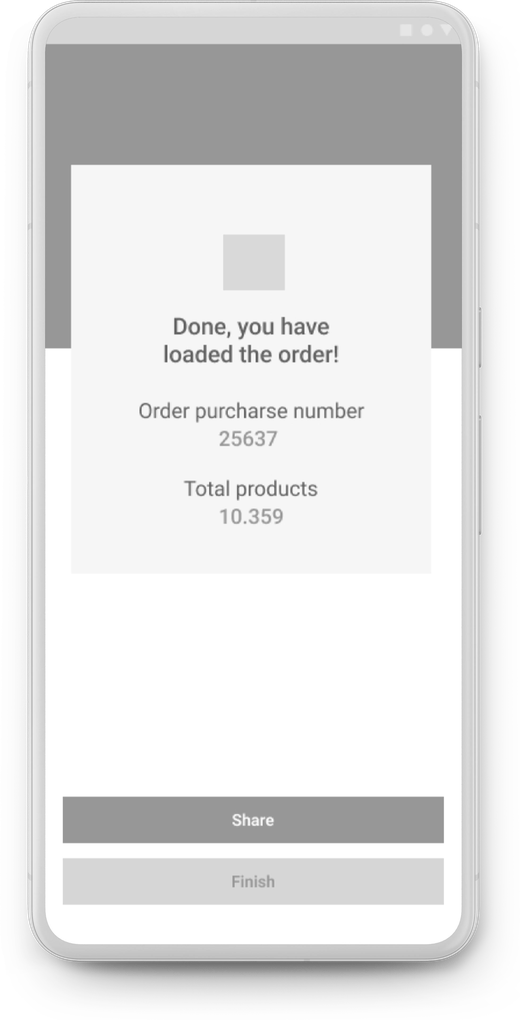 Done, you have
loaded the order!
Order purcharse number
25637
Total products
10.359
Share
Finish